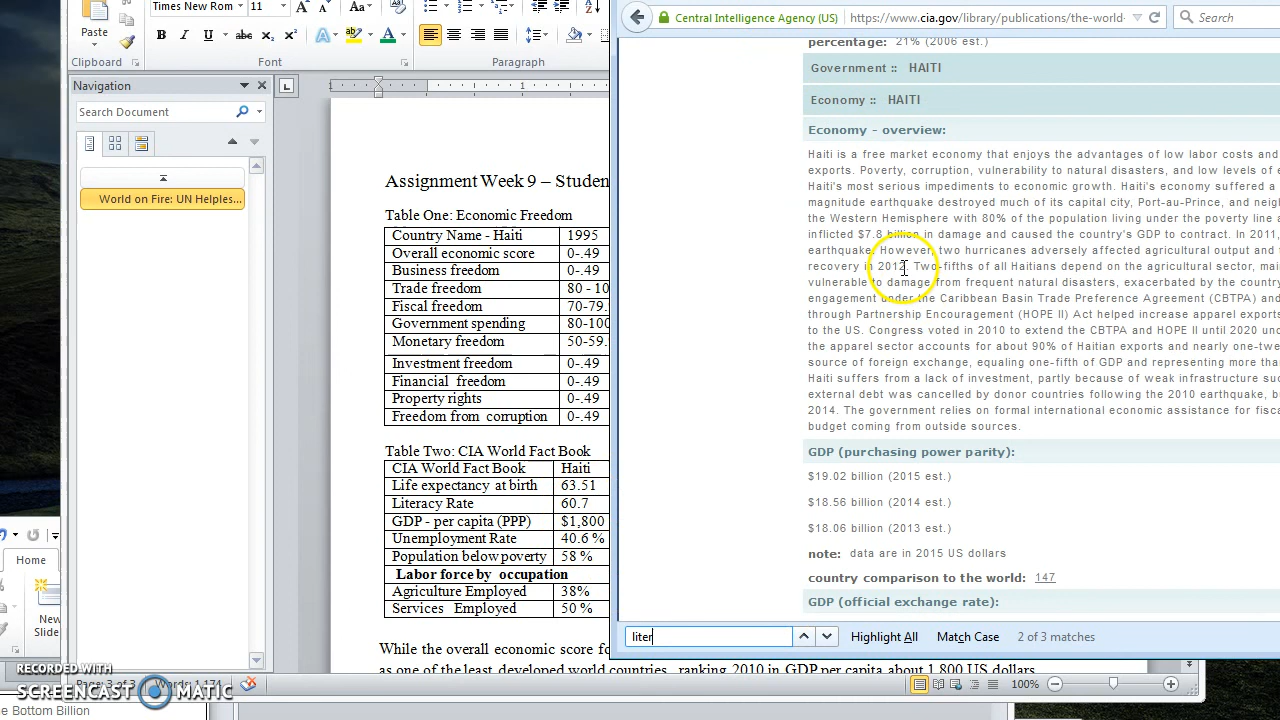 Times New Rom 11
Paste
Clipboard Font Paragraph
Navigation
Search Document
World on Fire: UN Helples...
Assignment Week 9 – Studen
Table One: Economic Freedom
Country Name - Haiti 1995
Overall economic score 0-.49
Business freedom 0-.49
Trade freedom 80 - 10
Fiscal freedom 70-79.
Government spending 80-100
Monetary freedom 50-59.
Investment freedom 0-.49
Financial freedom 0-.49
Property rights 0-.49
Freedom from corruption 0-.49
Table Two: CIA World Fact Book
CIA World Fact Book Haiti
Life expectancy at birth 63.51
Literacy Rate 60.7
GDP - per capita (PPP) $1,800
Unemployment Rate 40.6 %
Population below poverty 58 %
Labor force by occupation
Agriculture Employed 38%
Services Employed 50 %
While the overall economic score fo
as one of the least developed world countries, ranking 2010 in GDP per capita about 1,800 US dollars
Central Intelligence Agency (US) https://www.cia.gov/library/publications/the-world- Search
percentage: 21% (2006 est.)
Government :: HAITI
Economy :: HAITI
Economy - overview:
Haiti is a free market economy that enjoys the advantages of low labor costs and
exports. Poverty, corruption, vulnerability to natural disasters, and low levels of e
Haiti's most serious impediments to economic growth. Haiti's economy suffered a
magnitude earthquake destroyed much of its capital city, Port-au-Prince, and neigh
the Western Hemisphere with 80% of the population living under the poverty line
inflicted $7.8 billion in damage and caused the country's GDP to contract. In 2011,
earthquake. However, two hurricanes adversely affected agricultural output and
recovery in 2012. Two-fifths of all Haitians depend on the agricultural sector, mai
vulnerable to damage from frequent natural disasters, exacerbated by the country
engagement under the Caribbean Basin Trade Preference Agreement (CBTPA) and
through Partnership Encouragement (HOPE II) Act helped increase apparel exports
to the US. Congress voted in 2010 to extend the CBTPA and HOPE II until 2020 un
the apparel sector accounts for about 90% of Haitian exports and nearly one-twe
source of foreign exchange, equaling one-fifth of GDP and representing more tha
Haiti suffers from a lack of investment, partly because of weak infrastructure suc
external debt was cancelled by donor countries following the 2010 earthquake, b
2014. The government relies on formal international economic assistance for fisca
budget coming from outside sources.
GDP (purchasing power parity):
$19.02 billion (2015 est.)
$18.56 billion (2014 est.)
$18.06 billion (2013 est.)
note: data are in 2015 US dollars
country comparison to the world: 147
GDP (official exchange rate):
liter Highlight All Match Case 2 of 3 matches
Home
New
Slide
RECORDED WITH
SCREENCAST MATIC
100%
he Bottom Billion